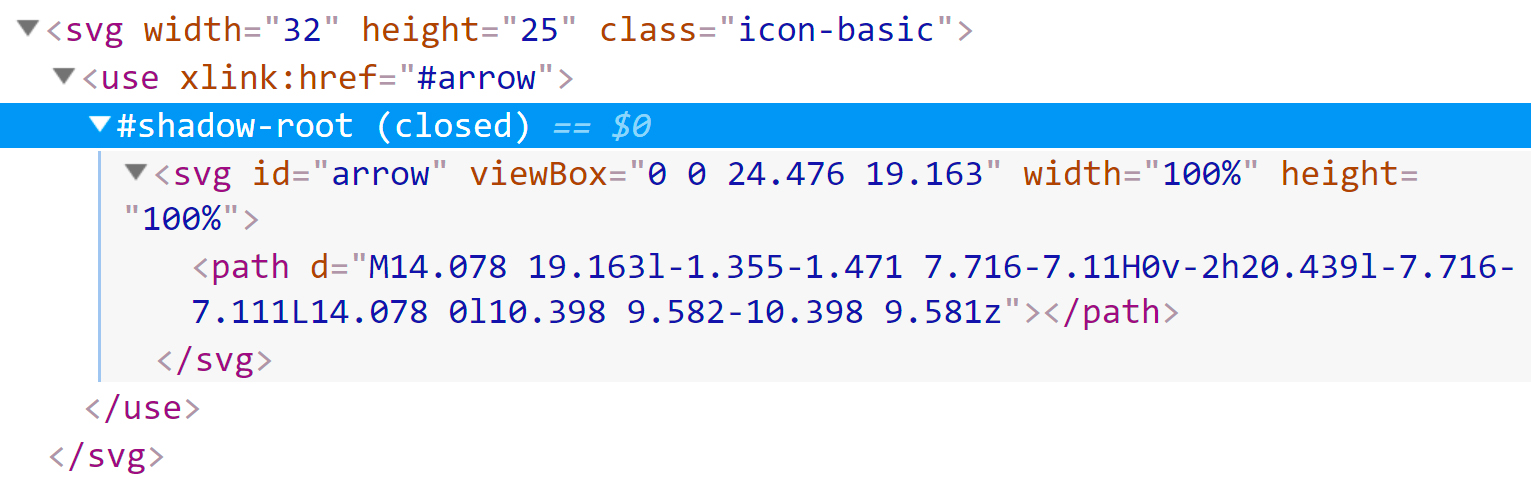 <svg width="32" height="25" class="icon-basic">
<use xlink:href="#arrow">
#shadow-root (closed) == $0
<svg id="arrow" viewBox="0 0 24.476 19.163" width="100%" height=
"100%">
<path d="M14.078 19.163l-1.355-1.471 7.716-7.11H0v-2h20.439l-7.716-
7.111L14.078 0l10.398 9.582-10.398 9.581z"></path>
</svg>
</use>
</svg>